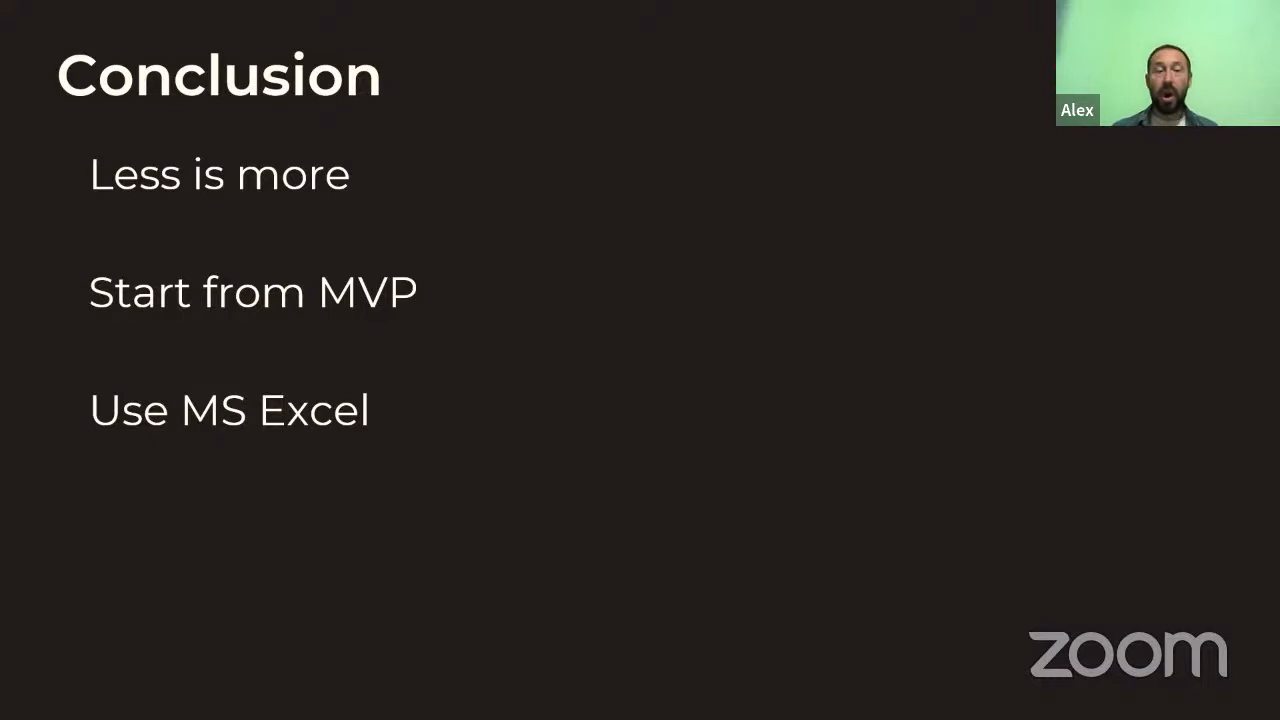 Conclusion
Alex
Less is more
Start from MVP
Use MS Excel
zoom